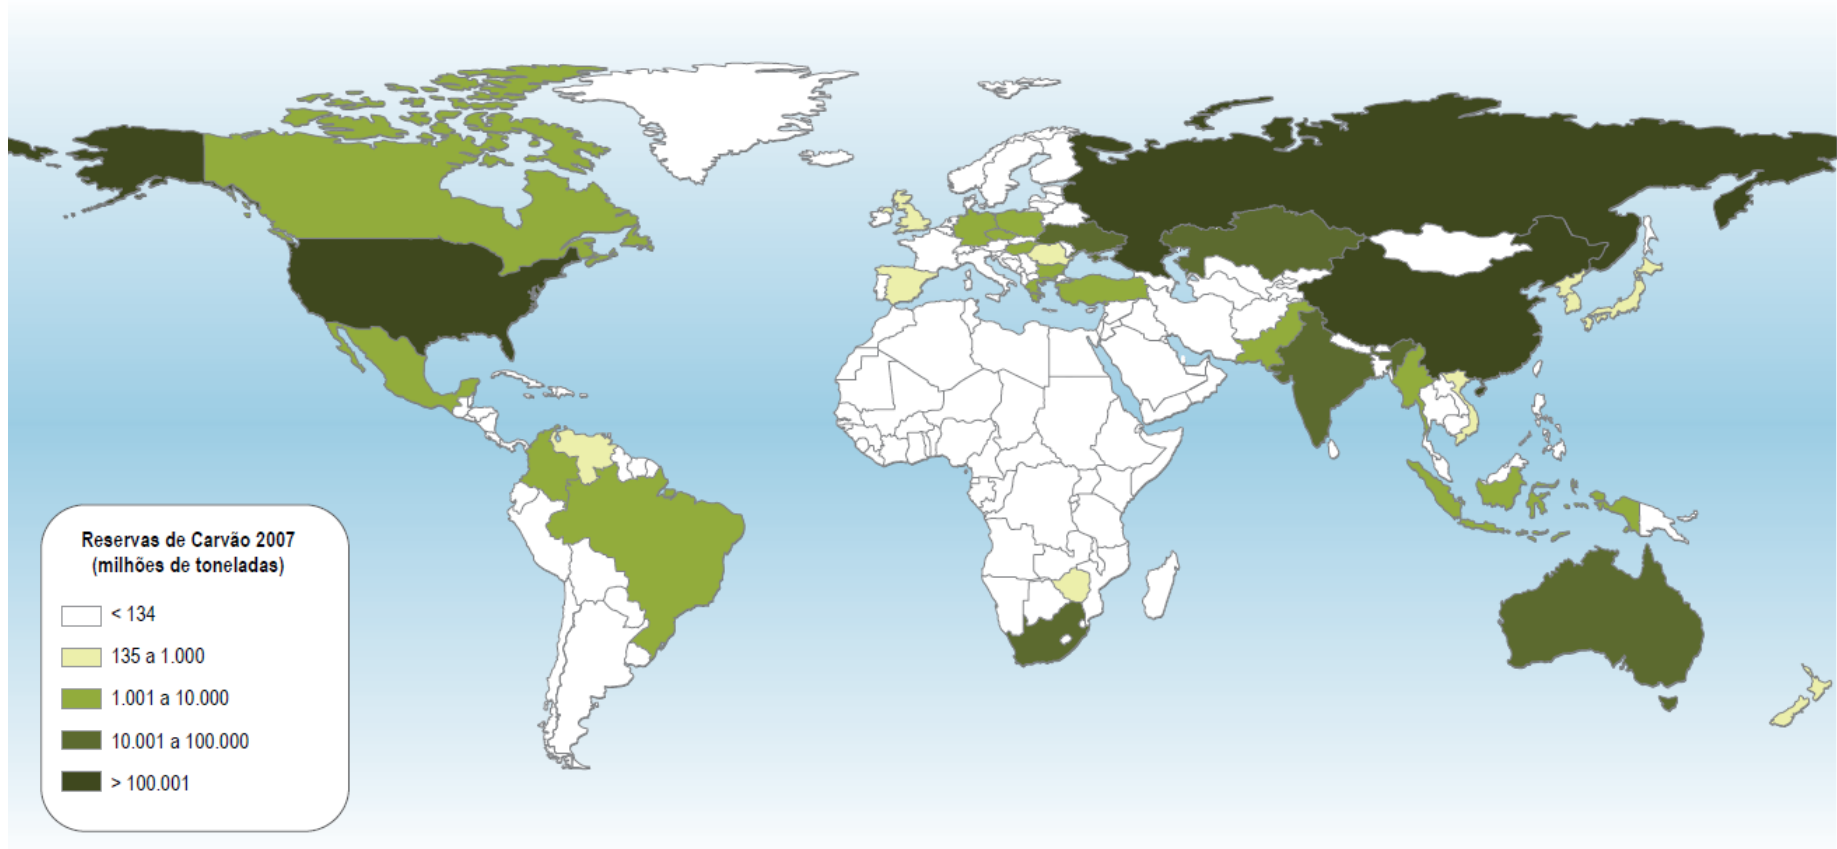 Reservas de Carvão 2007
(milhões de toneladas)
< 134
135 a 1.000
1.001 a 10.000
10.001 a 100.000
> 100.001